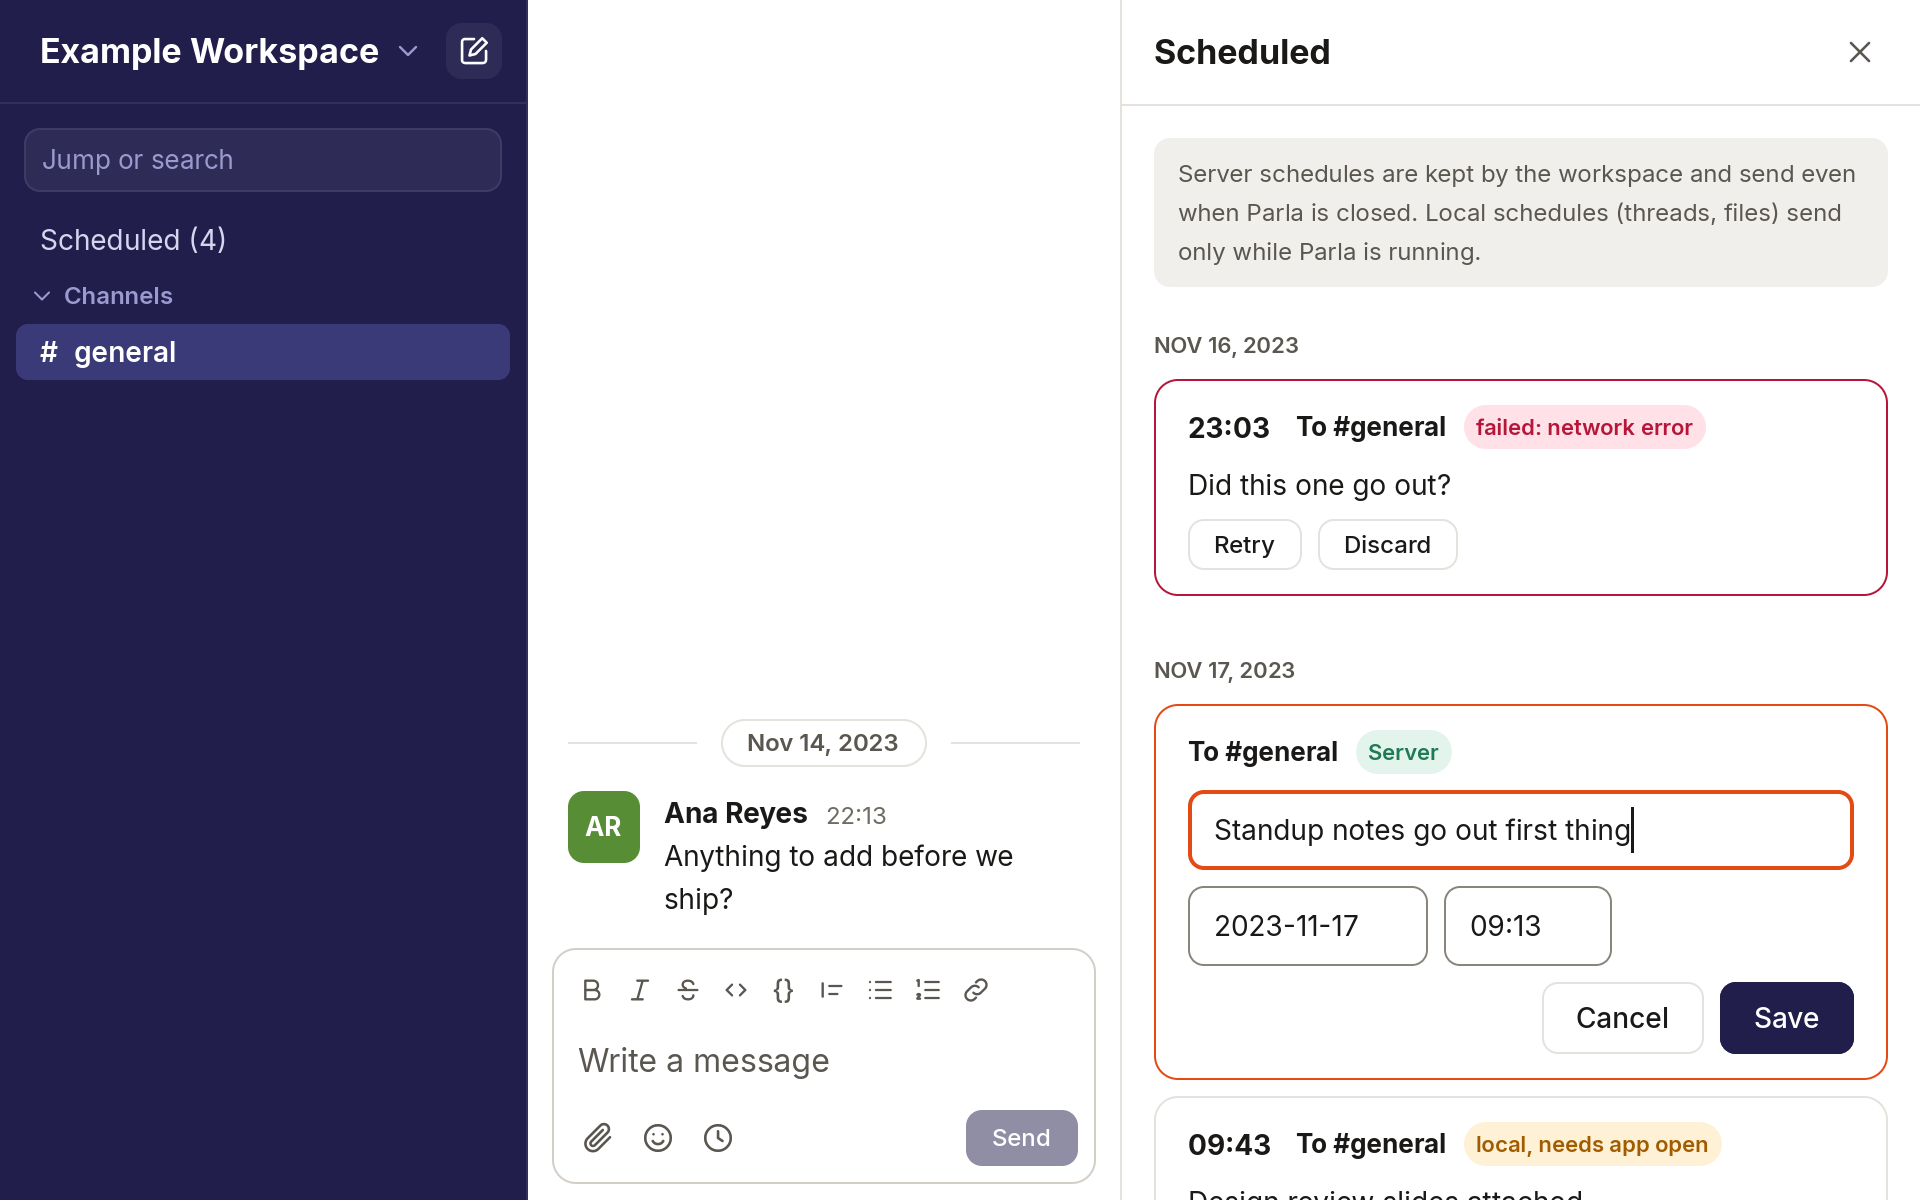 Example Workspace
Jump or search
Scheduled (4)
Channels
# general
Nov 14, 2023
AR
Ana Reyes 22:13
Anything to add before we
ship?
Write a message
Send
Scheduled
Server schedules are kept by the workspace and send even
when Parla is closed. Local schedules (threads, files) send
only while Parla is running.
NOV 16, 2023
23:03 To #general failed: network error
Did this one go out?
Retry Discard
NOV 17, 2023
To #general Server
Standup notes go out first thing
2023-11-17 09:13
Cancel Save
09:43 To #general local, needs app open
Design review slides attached